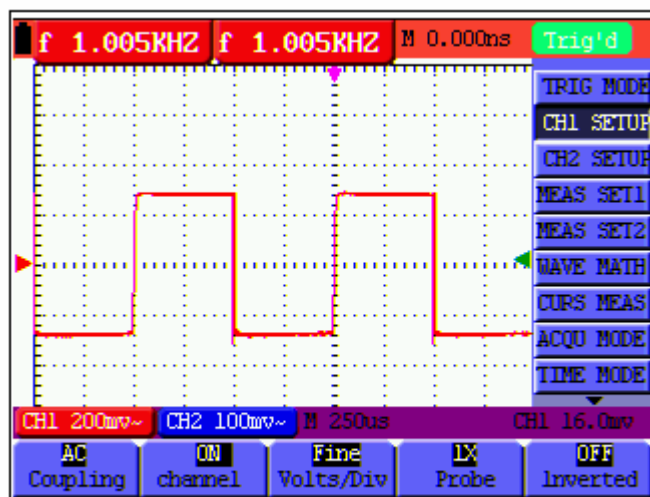 f 1.005KHZ f 1.005KHZ M 0.000ns Trig'd
TRIG MODE
CH1 SETUP
CH2 SETUP
MEAS SET1
MEAS SET2
WAVE MATH
CURS MEAS
ACQU MODE
TIME MODE
CH1 200mv~ CH2 100mv~ M 250us CH1 16.0mv
AC ON Fine 1X OFF
Coupling channel Volts/Div Probe lnverted